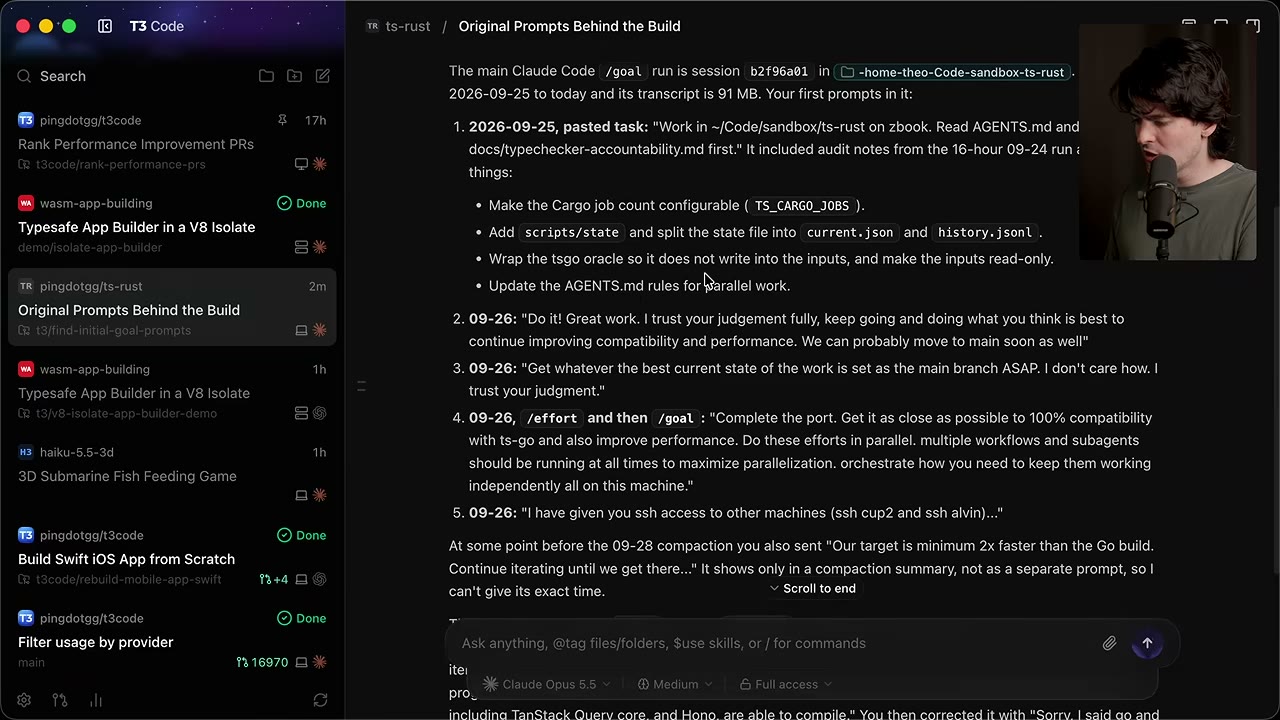 T3 Code
Search
pingdotgg/t3code 17h
Rank Performance Improvement PRs
t3code/rank-performance-prs
wasm-app-building Done
Typesafe App Builder in a V8 Isolate
demo/isolate-app-builder
TR pingdotgg/ts-rust 2m
Original Prompts Behind the Build
t3/find-initial-goal-prompts
wasm-app-building 1h
Typesafe App Builder in a V8 Isolate
t3/v8-isolate-app-builder-demo
H3 haiku-5.5-3d 1h
3D Submarine Fish Feeding Game
T3 pingdotgg/t3code Done
Build Swift iOS App from Scratch
t3code/rebuild-mobile-app-swift +4
T3 pingdotgg/t3code Done
Filter usage by provider
main 16970
TR ts-rust / Original Prompts Behind the Build
The main Claude Code /goal run is session b2f96a01 in -home-theo-Code-sandbox-ts-rust.
2026-09-25 to today and its transcript is 91 MB. Your first prompts in it:
1. 2026-09-25, pasted task: "Work in ~/Code/sandbox/ts-rust on zbook. Read AGENTS.md and
docs/typechecker-accountability.md first." It included audit notes from the 16-hour 09-24 run
things:
• Make the Cargo job count configurable ( TS_CARGO_JOBS ).
• Add scripts/state and split the state file into current.json and history.jsonl .
• Wrap the tsgo oracle so it does not write into the inputs, and make the inputs read-only.
• Update the AGENTS.md rules for parallel work.
2. 09-26: "Do it! Great work. I trust your judgement fully, keep going and doing what you think is best to
continue improving compatibility and performance. We can probably move to main soon as well"
3. 09-26: "Get whatever the best current state of the work is set as the main branch ASAP. I don't care how. I
trust your judgment."
4. 09-26, /effort and then /goal : "Complete the port. Get it as close as possible to 100% compatibility
with ts-go and also improve performance. Do these efforts in parallel. multiple workflows and subagents
should be running at all times to maximize parallelization. orchestrate how you need to keep them working
independently all on this machine."
5. 09-26: "I have given you ssh access to other machines (ssh cup2 and ssh alvin)..."
At some point before the 09-28 compaction you also sent "Our target is minimum 2x faster than the Go build.
Continue iterating until we get there..." It shows only in a compaction summary, not as a separate prompt, so I
can't give its exact time.
Scroll to end
Ask anything, @tag files/folders, $use skills, or / for commands
Claude Opus 5.5 Medium Full access
including TanStack Query core, and Hono, are able to compile." You then corrected it with "Sorry, I said go and